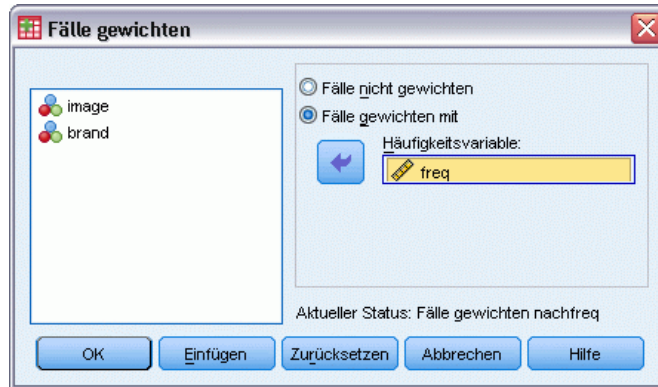 Fälle gewichten
image
brand
Fälle nicht gewichten
Fälle gewichten mit
Häufigkeitsvariable:
freq
Aktueller Status: Fälle gewichten nachfreq
OK
Einfügen
Zurücksetzen
Abbrechen
Hilfe